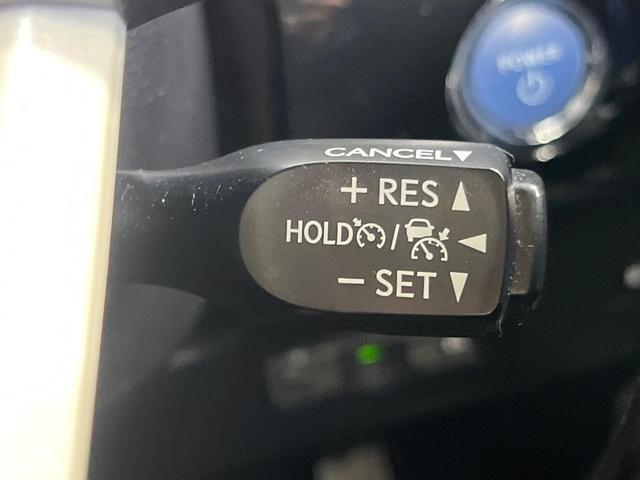 POWER
CANCEL▼
+ RES ▲
HOLD / ◀
− SET ▼